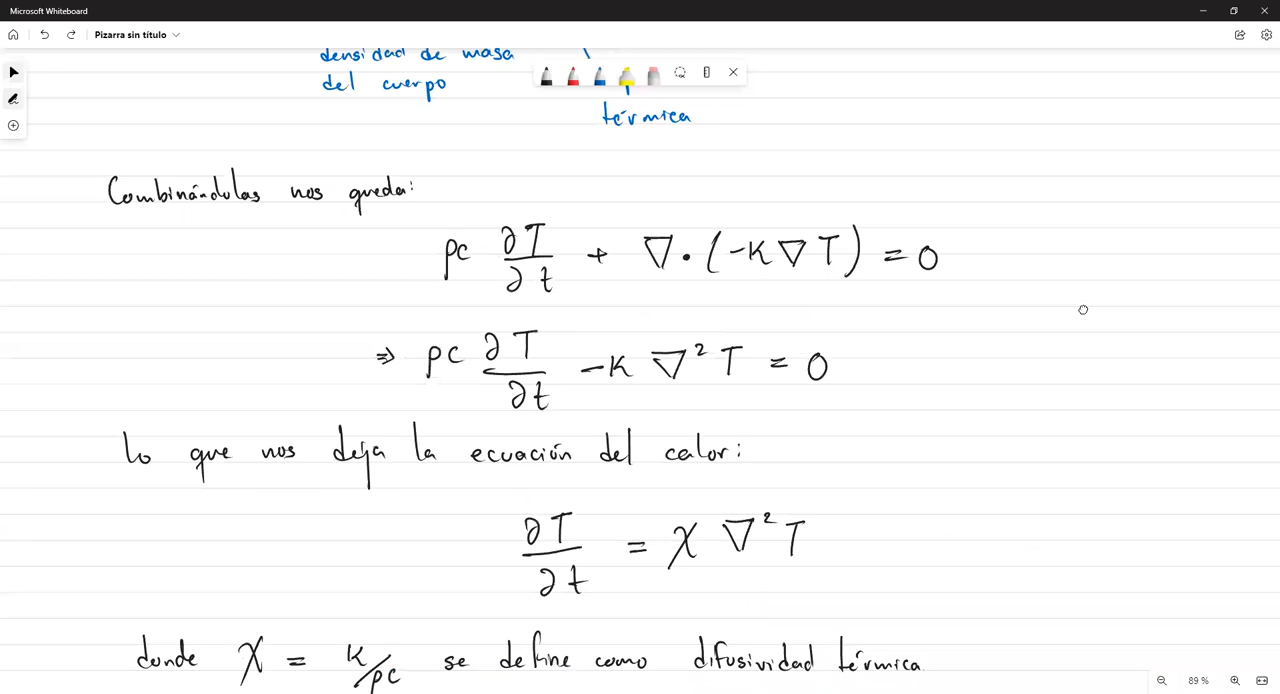 Microsoft Whiteboard
Pizarra sin título
densidad de masa
del cuerpo
térmica
Combinándolas nos queda:
ρc ∂T/∂t + ∇·(-K∇T) = 0
⇒ ρc ∂T/∂t - K ∇²T = 0
lo que nos deja la ecuación del calor:
∂T/∂t = χ ∇²T
donde χ = K/ρc se define como difusividad térmica
89 %